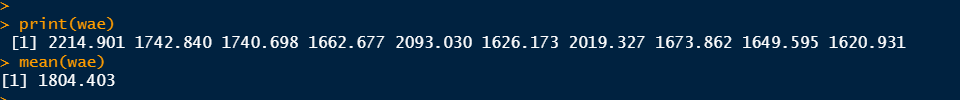 >
> print(wae)
[1] 2214.901 1742.840 1740.698 1662.677 2093.030 1626.173 2019.327 1673.862 1649.595 1620.931
> mean(wae)
[1] 1804.403
>